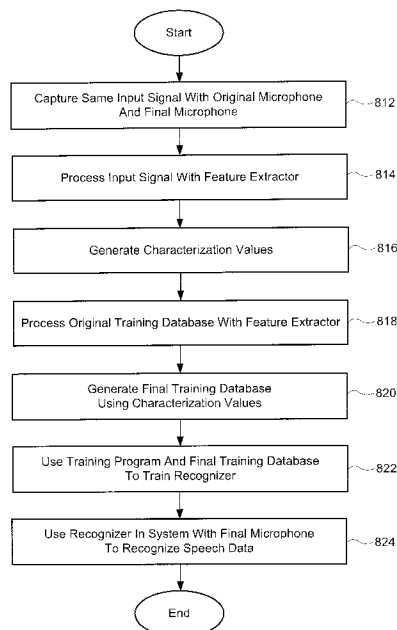 Start
Capture Same Input Signal With Original Microphone
And Final Microphone
812
Process Input Signal With Feature Extractor
814
Generate Characterization Values
816
Process Original Training Database With Feature Extractor
818
Generate Final Training Database
Using Characterization Values
820
Use Training Program And Final Training Database
To Train Recognizer
822
Use Recognizer In System With Final Microphone
To Recognize Speech Data
824
End